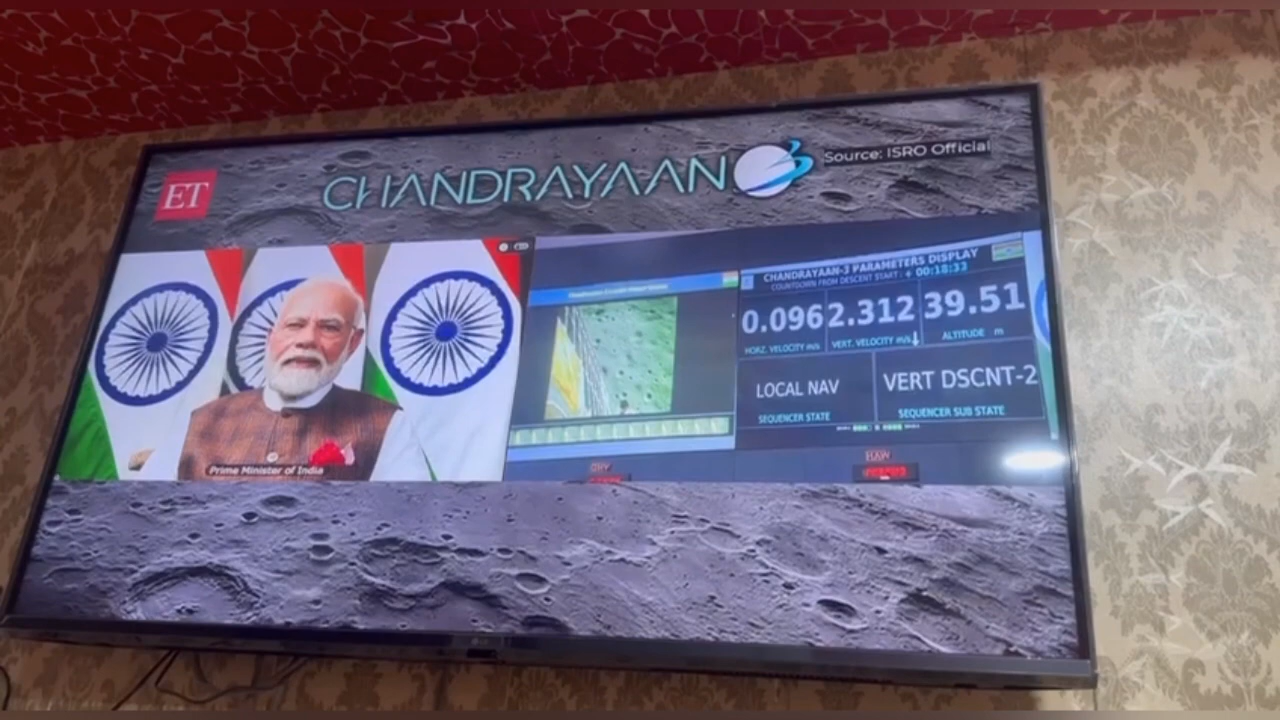 ET
CHANDRAYAAN
Source: ISRO Official
Prime Minister of India
CHANDRAYAAN-3 PARAMETERS DISPLAY
COUNTDOWN FROM DESCENT START: + 00:18:33
0.096 2.312 39.51
HORZ. VELOCITY m/s VERT. VELOCITY m/s ALTITUDE m
LOCAL NAV VERT DSCNT-2
SEQUENCER STATE SEQUENCER SUB STATE
LG